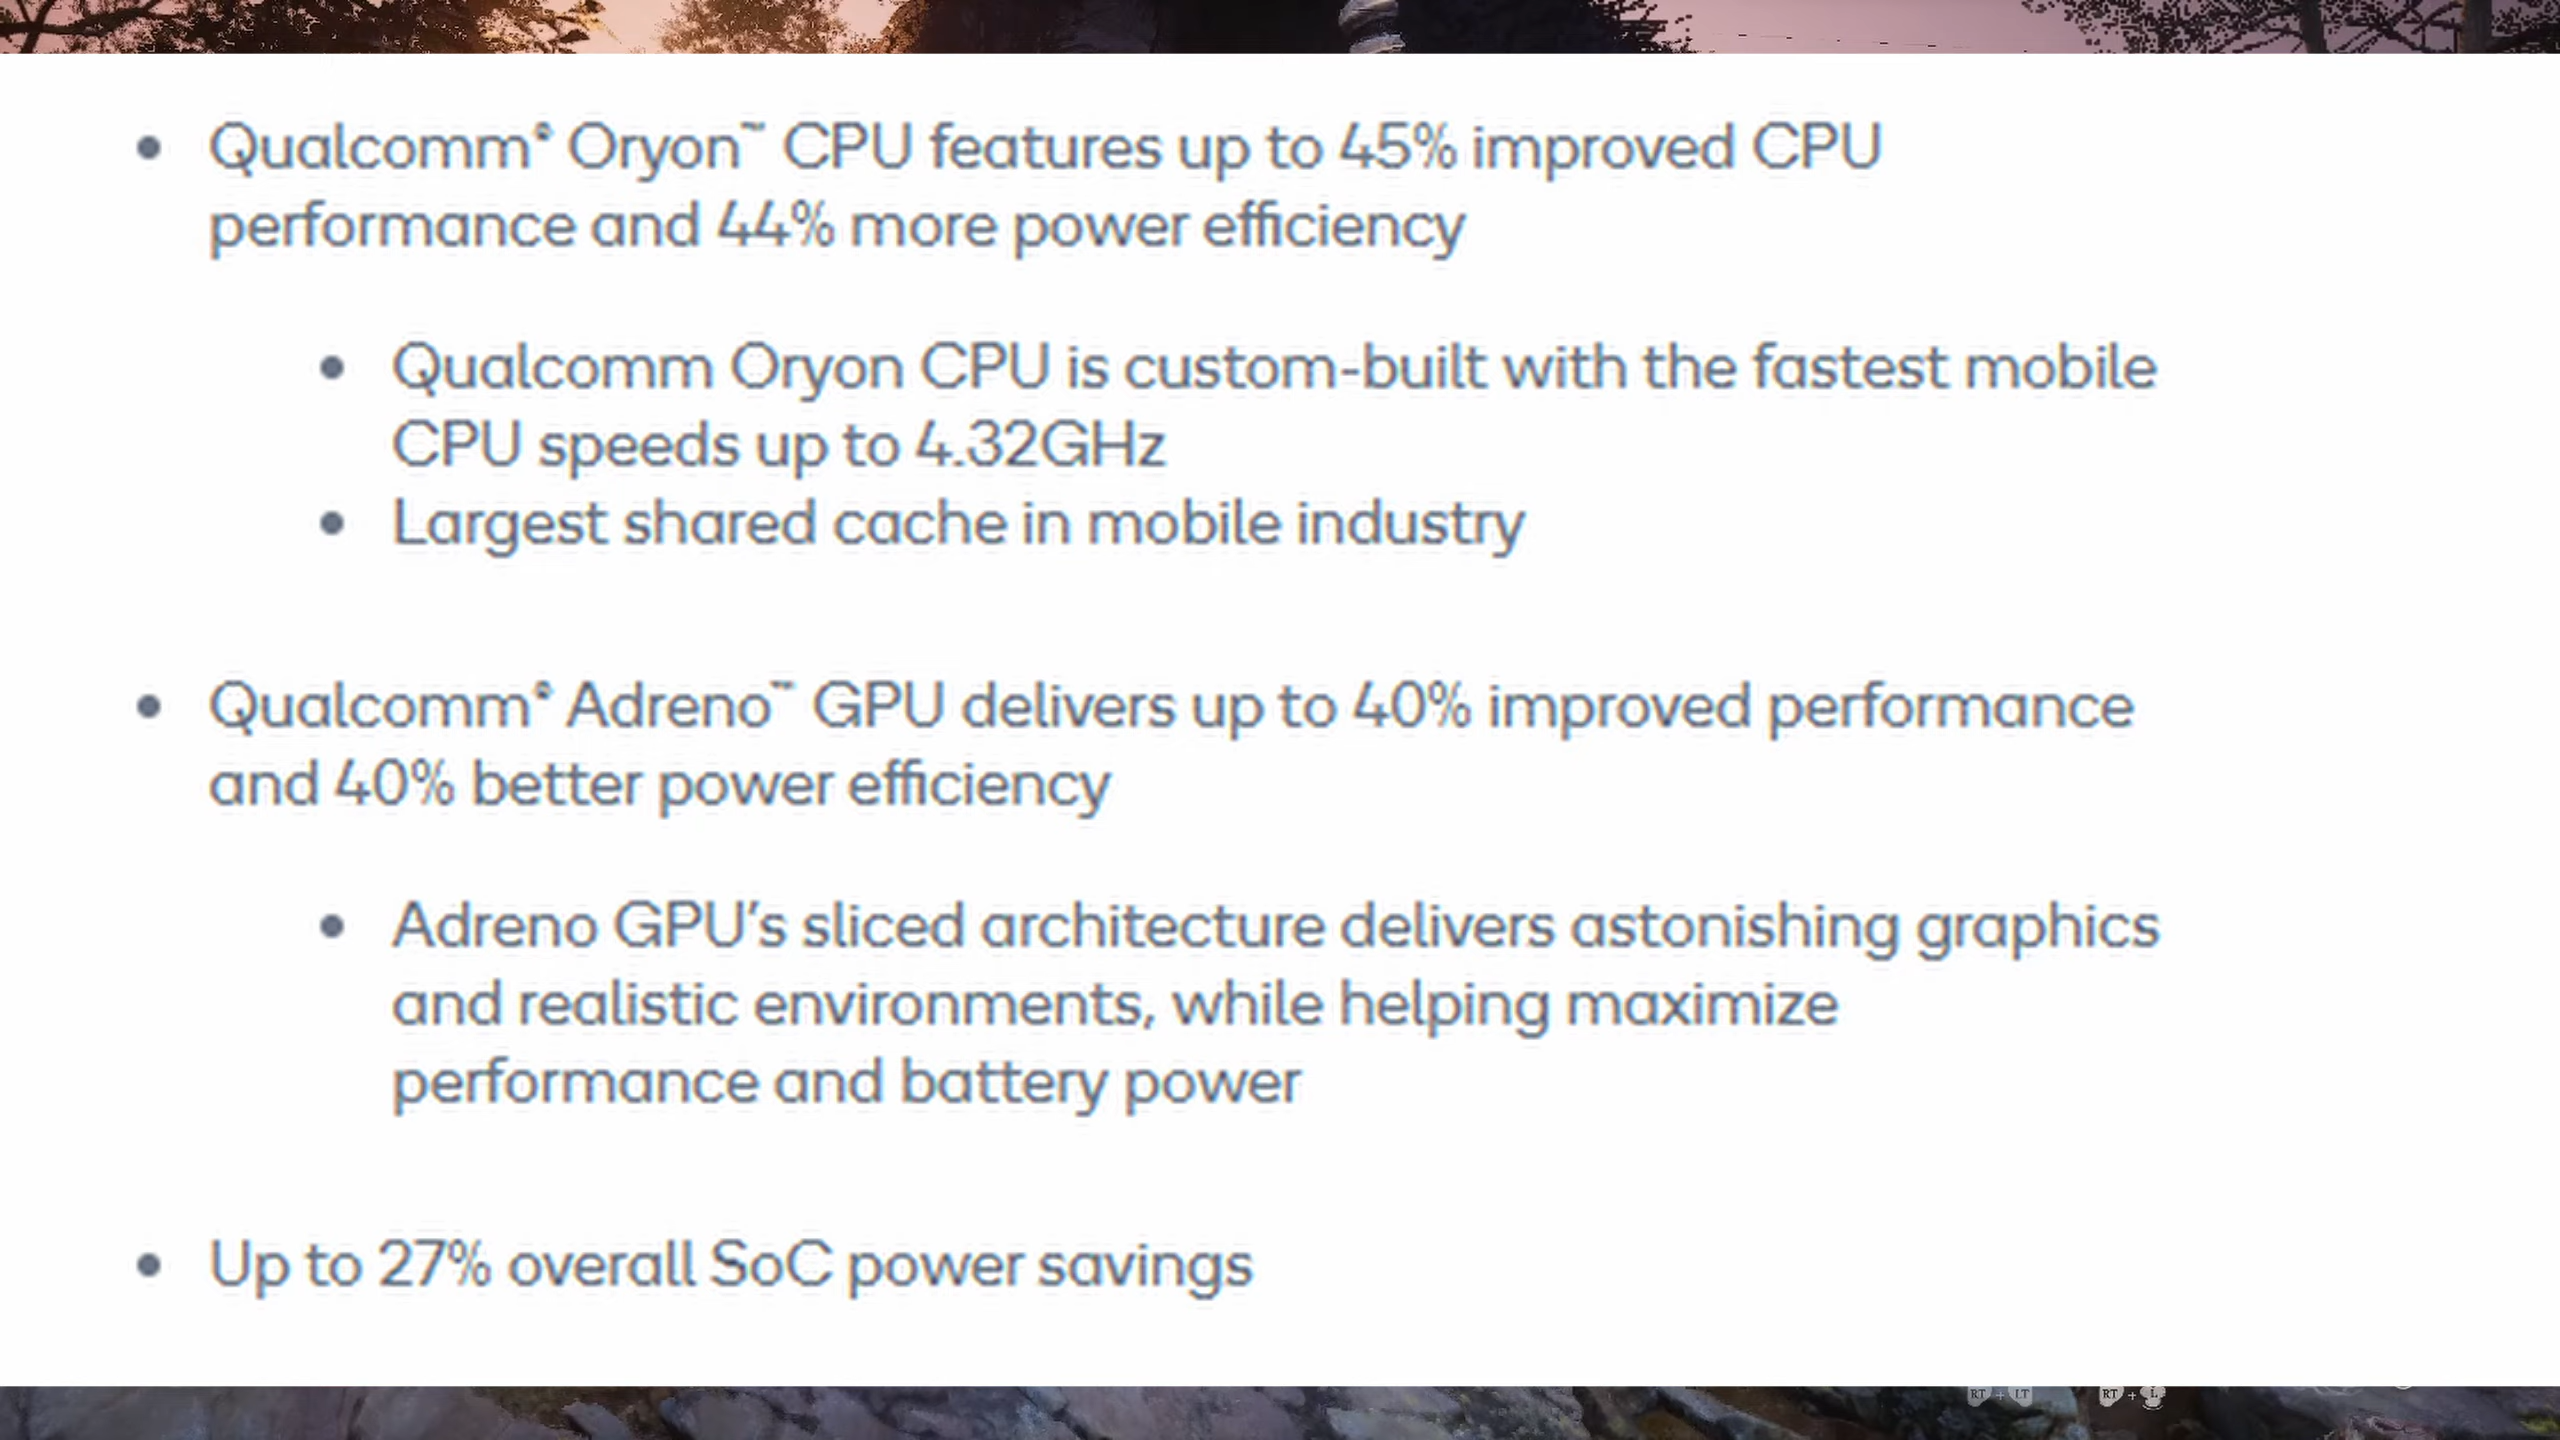 • Qualcomm® Oryon™ CPU features up to 45% improved CPU
performance and 44% more power efficiency
• Qualcomm Oryon CPU is custom-built with the fastest mobile
CPU speeds up to 4.32GHz
• Largest shared cache in mobile industry
• Qualcomm® Adreno™ GPU delivers up to 40% improved performance
and 40% better power efficiency
• Adreno GPU's sliced architecture delivers astonishing graphics
and realistic environments, while helping maximize
performance and battery power
• Up to 27% overall SoC power savings
RT + LT RT + L